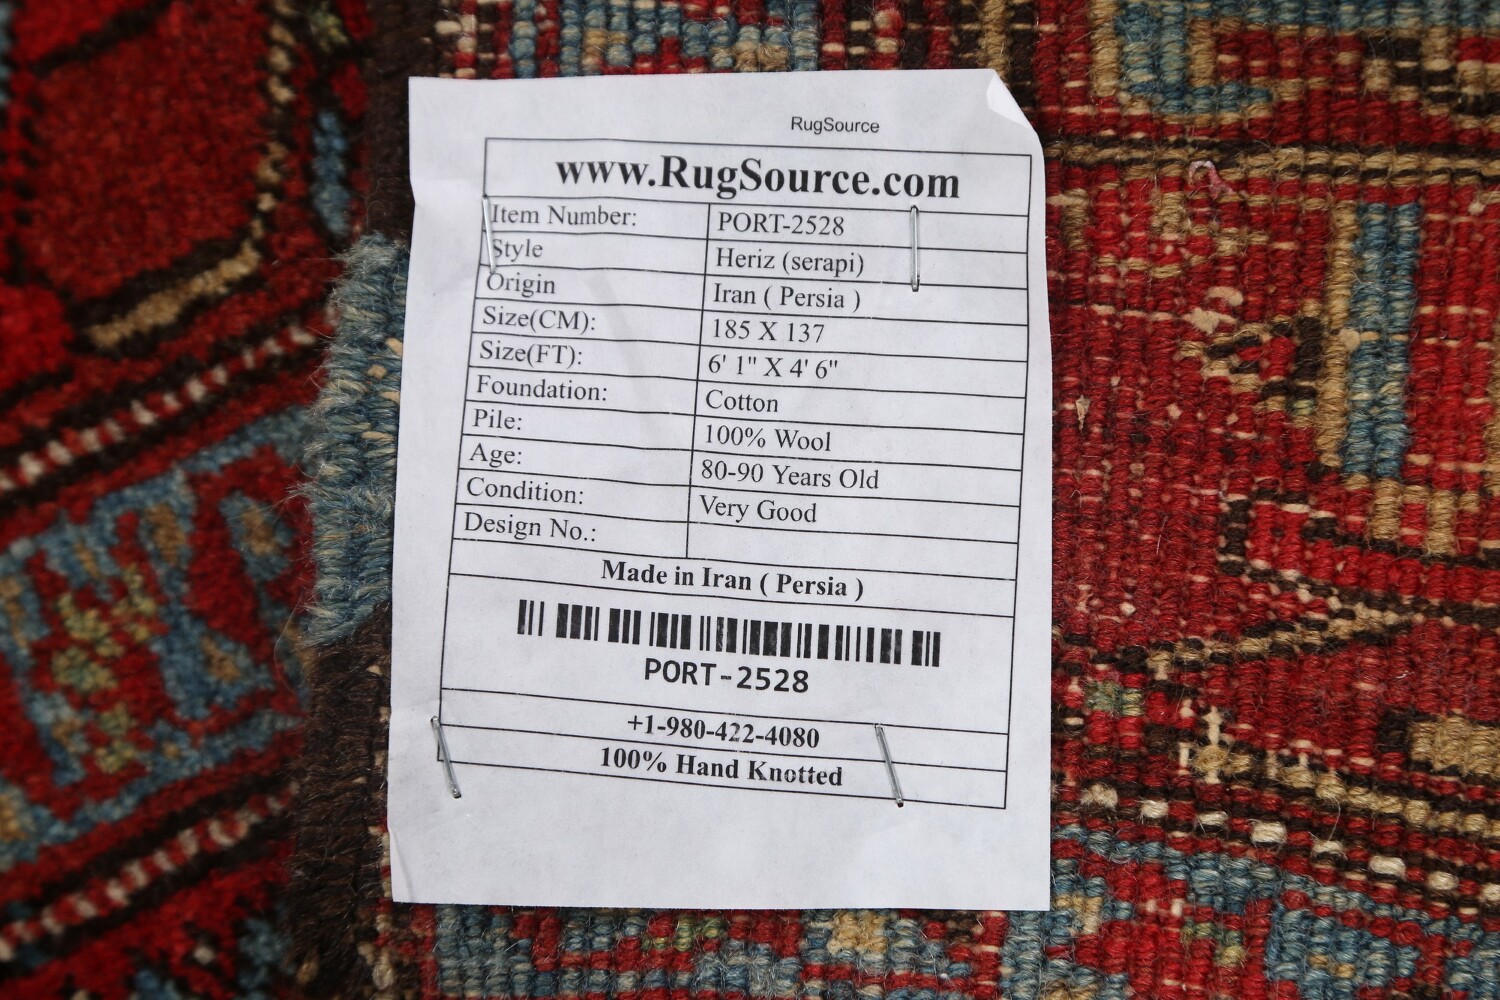 RugSource
www.RugSource.com
Item Number: PORT-2528
Style Heriz (serapi)
Origin Iran ( Persia )
Size(CM): 185 X 137
Size(FT): 6' 1" X 4' 6"
Foundation: Cotton
Pile: 100% Wool
Age: 80-90 Years Old
Condition: Very Good
Design No.:
Made in Iran ( Persia )
PORT-2528
+1-980-422-4080
100% Hand Knotted